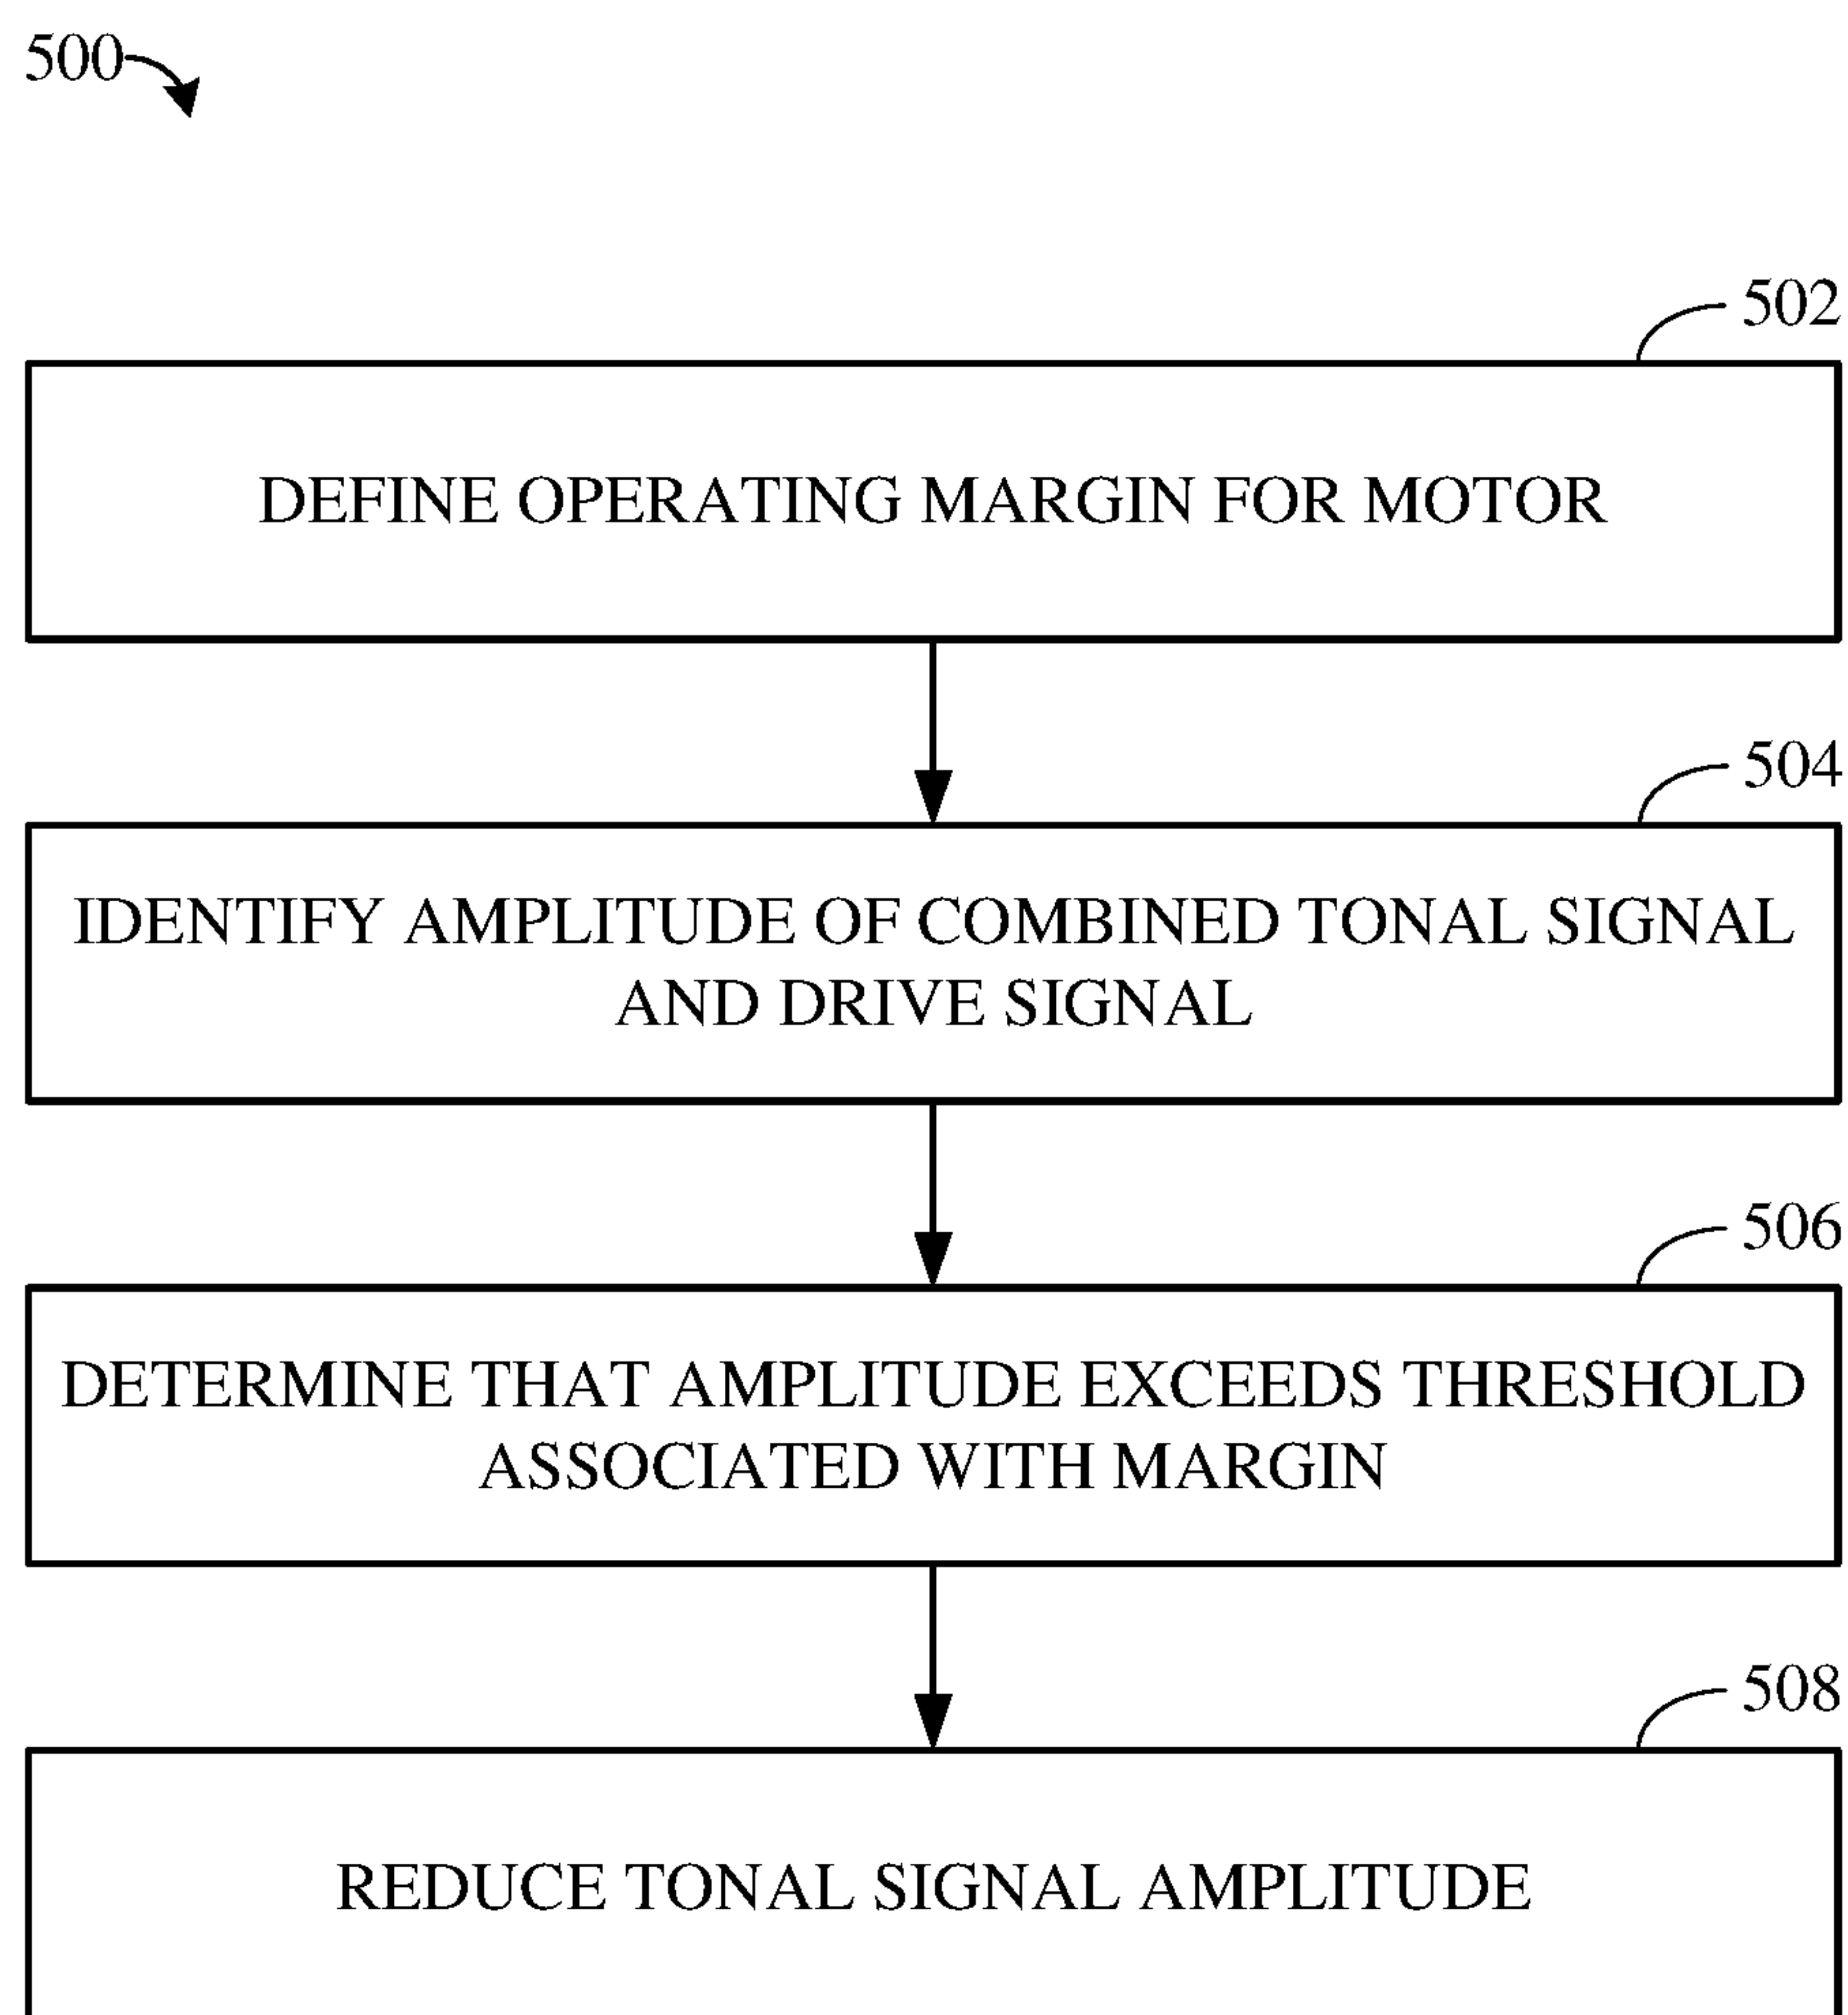 500
502
DEFINE OPERATING MARGIN FOR MOTOR
504
IDENTIFY AMPLITUDE OF COMBINED TONAL SIGNAL
AND DRIVE SIGNAL
506
DETERMINE THAT AMPLITUDE EXCEEDS THRESHOLD
ASSOCIATED WITH MARGIN
508
REDUCE TONAL SIGNAL AMPLITUDE